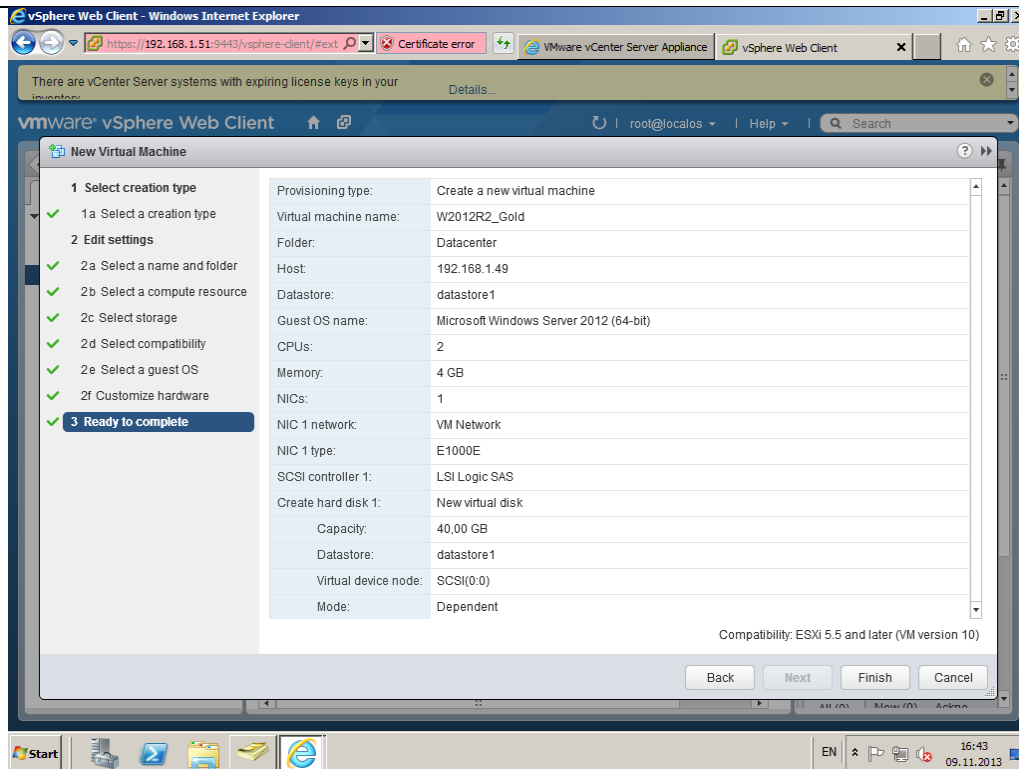 vSphere Web Client - Windows Internet Explorer
https://192.168.1.51:9443/vsphere-client/#ext
Certificate error
VMware vCenter Server Appliance
vSphere Web Client
There are vCenter Server systems with expiring license keys in your
inventory
Details...
vmware® vSphere Web Client
root@localos
Help
Search
New Virtual Machine
1 Select creation type
1a Select a creation type
2 Edit settings
2a Select a name and folder
2b Select a compute resource
2c Select storage
2d Select compatibility
2e Select a guest OS
2f Customize hardware
3 Ready to complete
Provisioning type: Create a new virtual machine
Virtual machine name: W2012R2_Gold
Folder: Datacenter
Host: 192.168.1.49
Datastore: datastore1
Guest OS name: Microsoft Windows Server 2012 (64-bit)
CPUs: 2
Memory: 4 GB
NICs: 1
NIC 1 network: VM Network
NIC 1 type: E1000E
SCSI controller 1: LSI Logic SAS
Create hard disk 1: New virtual disk
Capacity: 40,00 GB
Datastore: datastore1
Virtual device node: SCSI(0:0)
Mode: Dependent
Compatibility: ESXi 5.5 and later (VM version 10)
Back
Next
Finish
Cancel
All (0) New (0) Ackno
Start
EN
16:43
09.11.2013